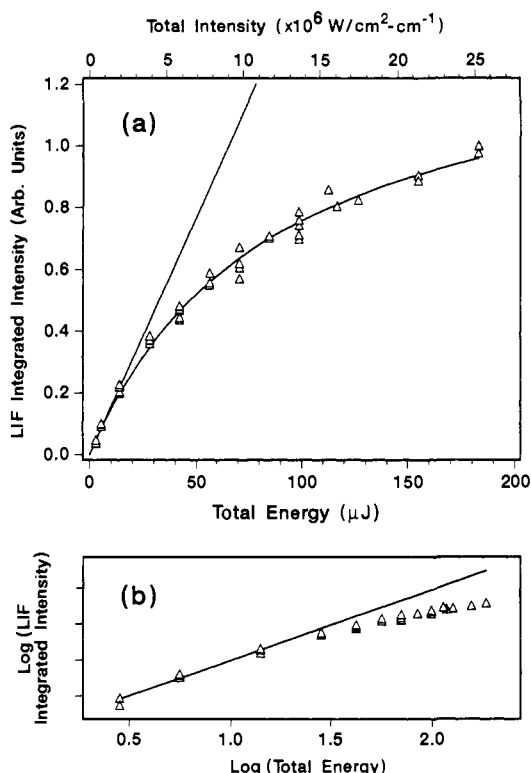 Total Intensity (x10⁶ W/cm²-cm⁻¹)
0 5 10 15 20 25
(a)
LIF Integrated Intensity (Arb. Units)
1.2
1.0
0.8
0.6
0.4
0.2
0.0
0 50 100 150 200
Total Energy (μJ)
(b)
Log (LIF
Integrated Intensity)
0.5 1.0 1.5 2.0
Log (Total Energy)